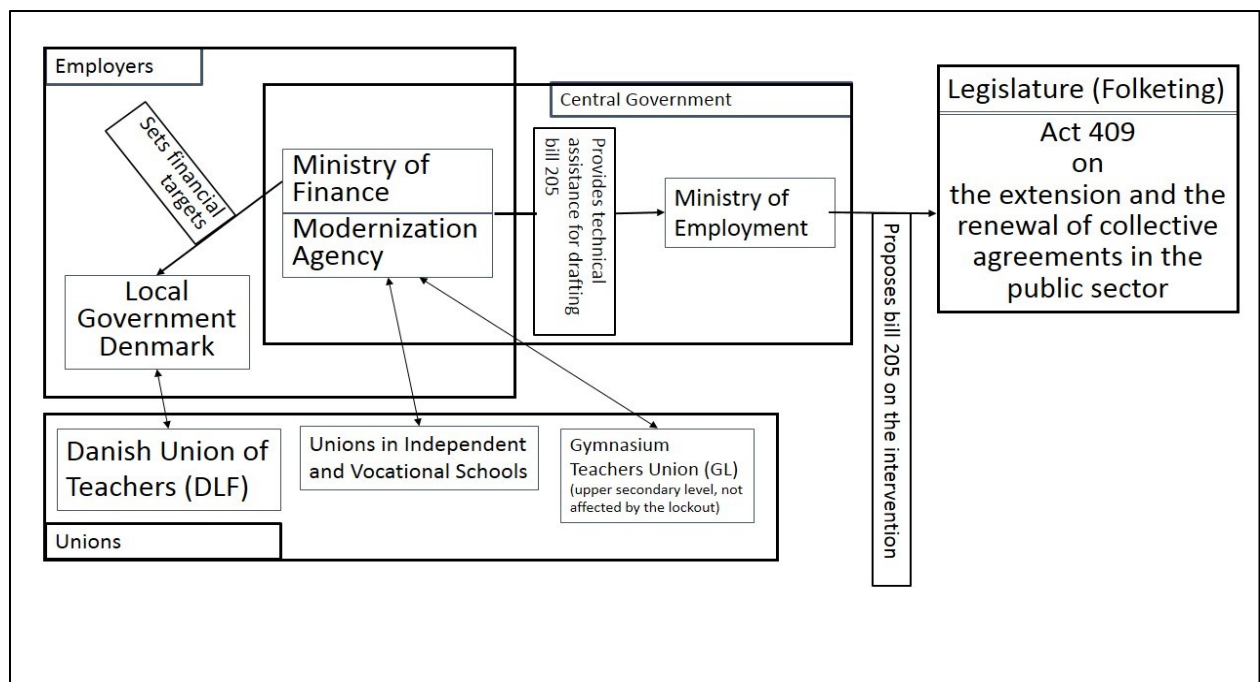 Employers
Sets financial
targets
Central Government
Ministry of
Finance
Modernization
Agency
Provides technical
assistance for drafting
bill 205
Ministry of
Employment
Legislature (Folketing)
Act 409
on
the extension and the
renewal of collective
agreements in the
public sector
Local
Government
Denmark
Proposes bill 205 on the intervention
Danish Union of
Teachers (DLF)
Unions in Independent
and Vocational Schools
Gymnasium
Teachers Union (GL)
(upper secondary level, not
affected by the lockout)
Unions